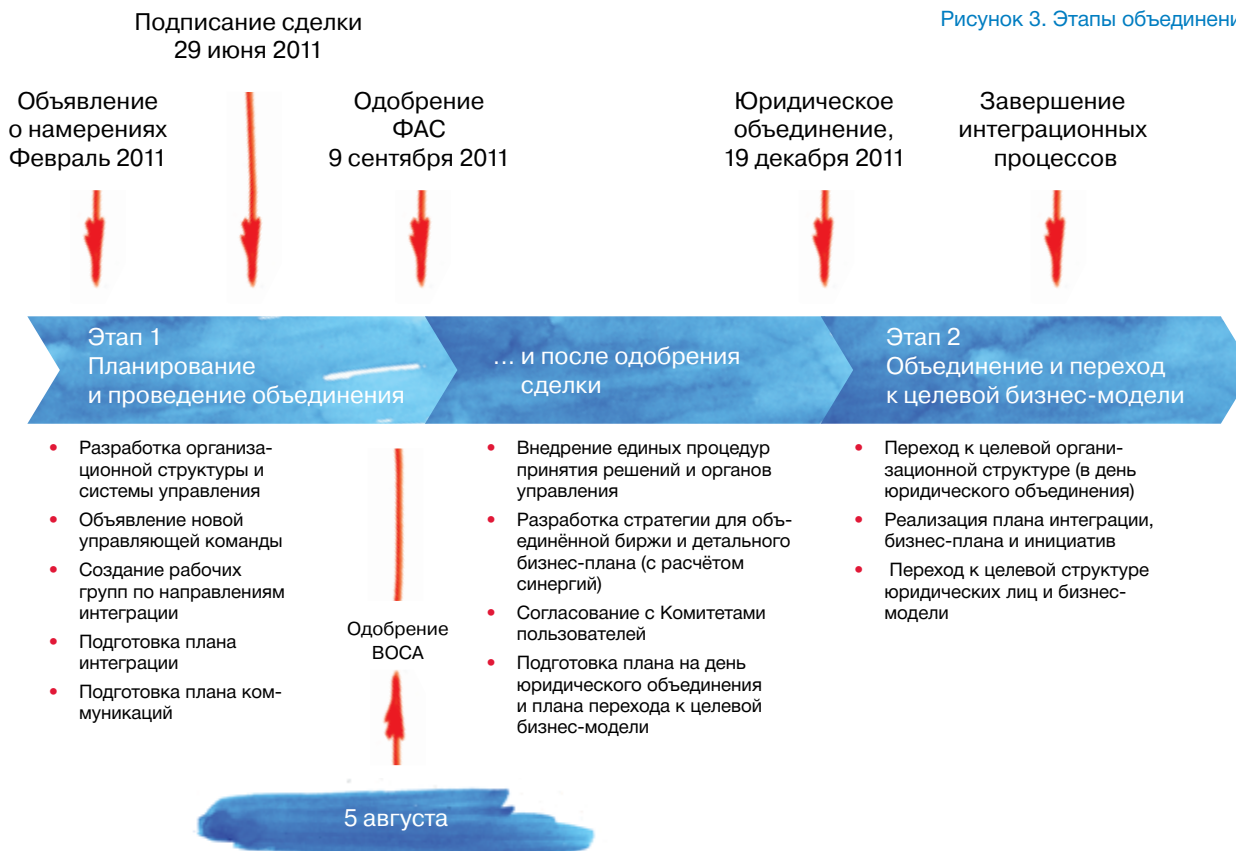 Рисунок 3. Этапы объединени
Подписание сделки
29 июня 2011
Объявление
о намерениях
Февраль 2011
Одобрение
ФАС
9 сентября 2011
Юридическое
объединение,
19 декабря 2011
Завершение
интеграционных
процессов
Этап 1
Планирование
и проведение объединения
... и после одобрения
сделки
Этап 2
Объединение и переход
к целевой бизнес-модели
• Разработка организа-
ционной структуры и
системы управления
• Объявление новой
управляющей команды
• Создание рабочих
групп по направлениям
интеграции
• Подготовка плана
интеграции
• Подготовка плана ком-
муникаций
Одобрение
ВОСА
5 августа
• Внедрение единых процедур
принятия решений и органов
управления
• Разработка стратегии для объ-
единённой биржи и детального
бизнес-плана (с расчётом
синергий)
• Согласование с Комитетами
пользователей
• Подготовка плана на день
юридического объединения
и плана перехода к целевой
бизнес-модели
• Переход к целевой органи-
зационной структуре (в день
юридического объединения)
• Реализация плана интеграции,
бизнес-плана и инициатив
• Переход к целевой структуре
юридических лиц и бизнес-
модели